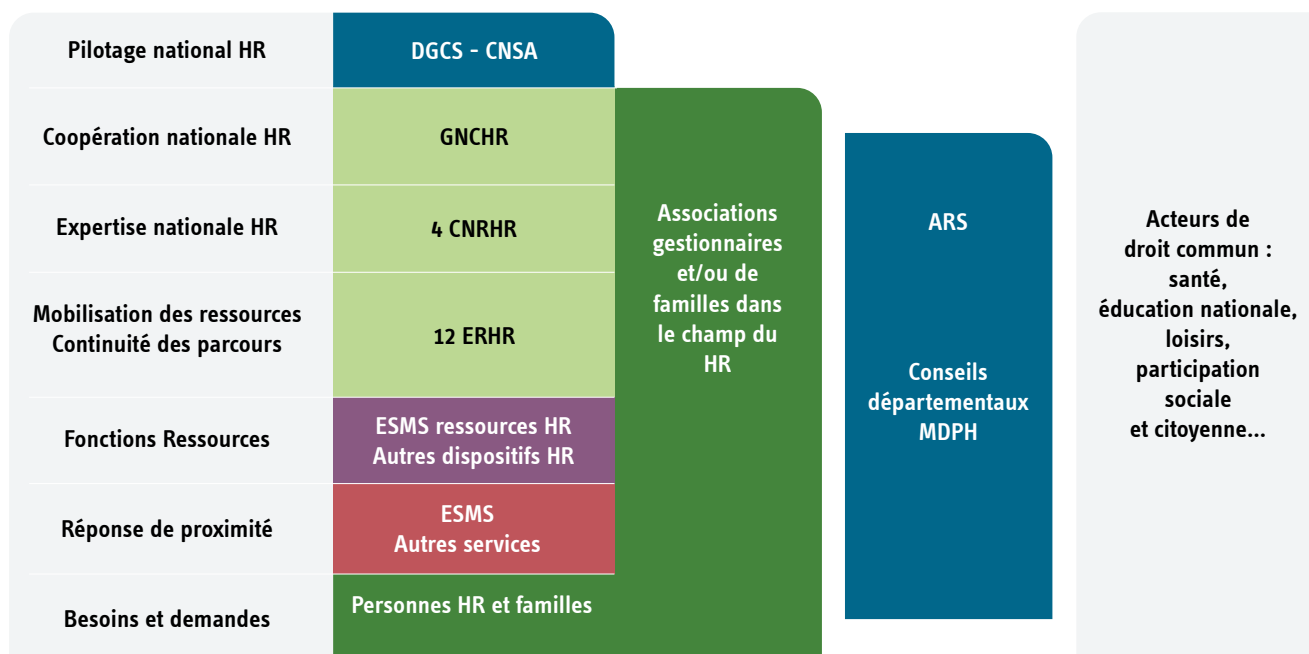 Pilotage national HR
DGCS - CNSA
Coopération nationale HR
GNCHR
Expertise nationale HR
4 CNRHR
Mobilisation des ressources
Continuité des parcours
12 ERHR
Fonctions Ressources
ESMS ressources HR
Autres dispositifs HR
Réponse de proximité
ESMS
Autres services
Besoins et demandes
Personnes HR et familles
Associations
gestionnaires
et/ou de
familles dans
le champ du
HR
ARS
Conseils
départementaux
MDPH
Acteurs de
droit commun :
santé,
éducation nationale,
loisirs,
participation
sociale
et citoyenne...